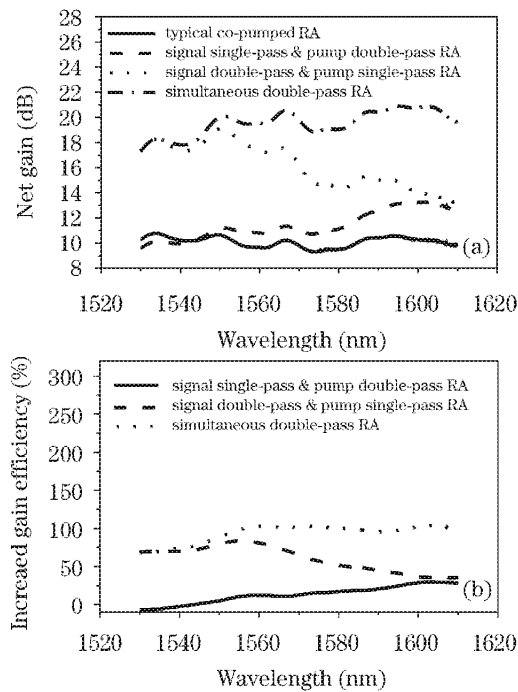 28
26
24
22
20
18
16
14
12
10
8
Net gain (dB)
typical co-pumped RA
signal single-pass & pump double-pass RA
signal double-pass & pump single-pass RA
simultaneous double-pass RA
(a)
1520 1540 1560 1580 1600 1620
Wavelength (nm)
300
250
200
150
100
50
0
Increaed gain efficiency (%)
signal single-pass & pump double-pass RA
signal double-pass & pump single-pass RA
simultaneous double-pass RA
(b)
1520 1540 1560 1580 1600 1620
Wavelength (nm)